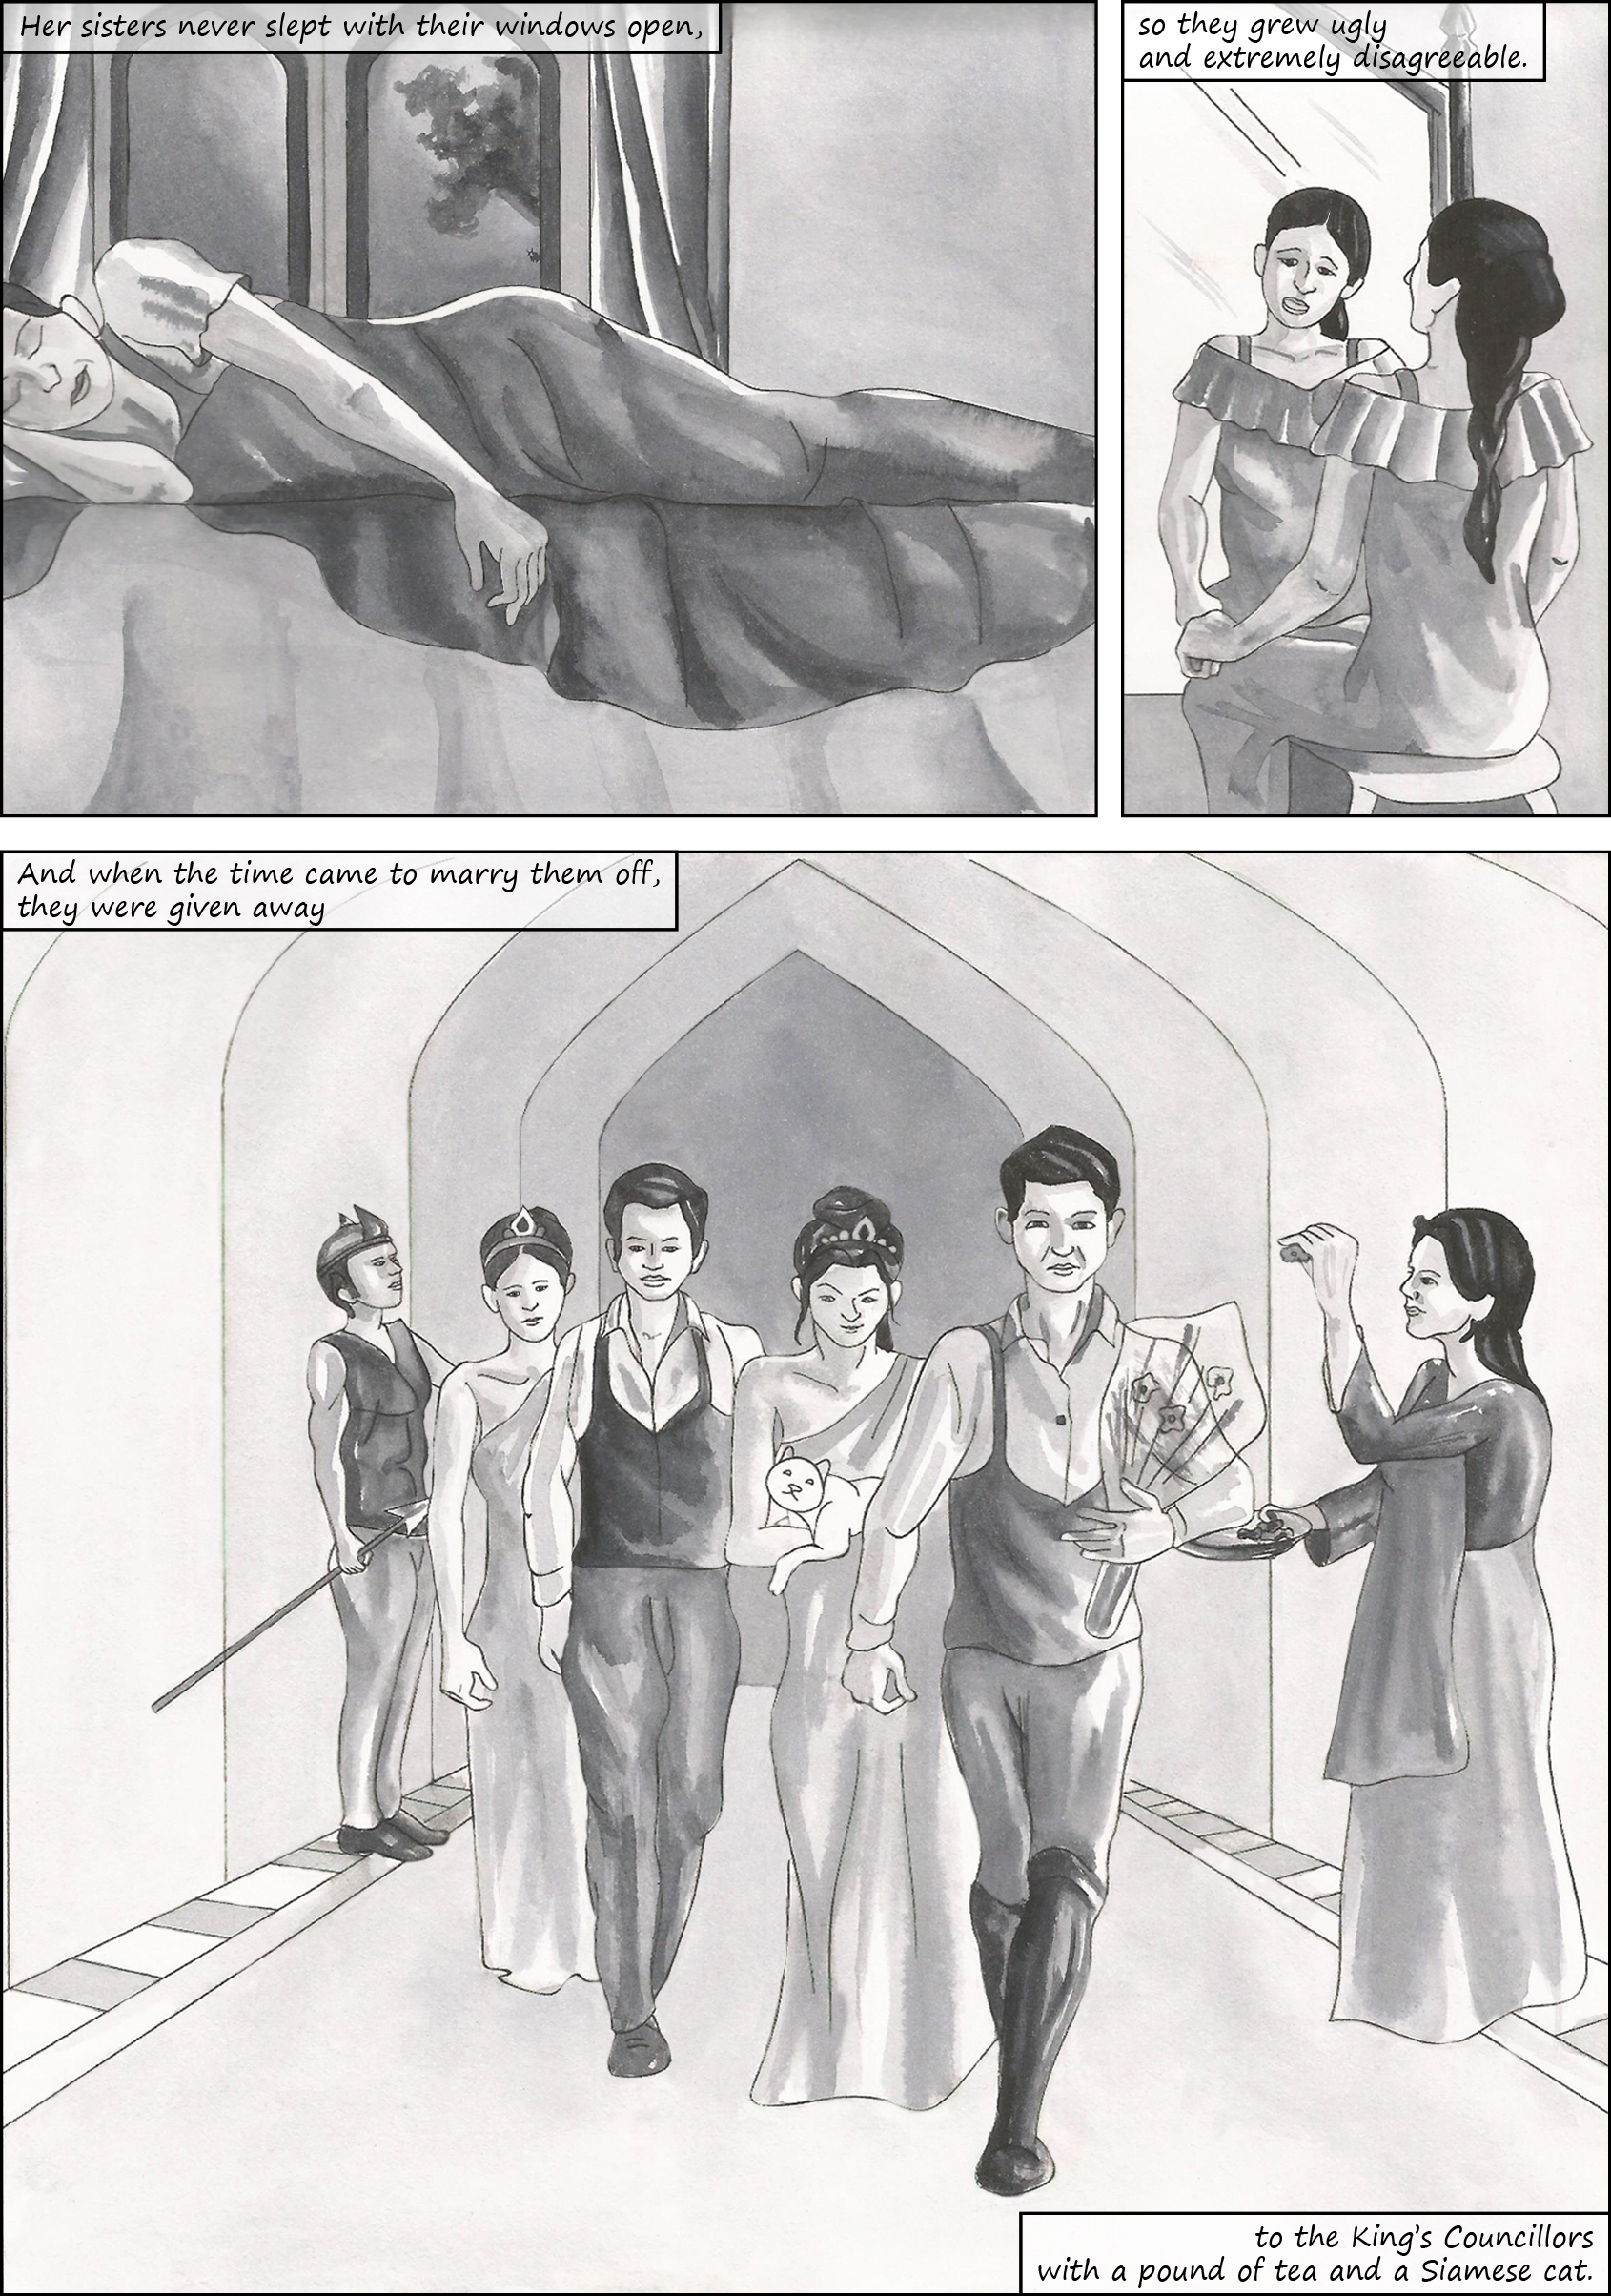 Her sisters never slept with their windows open,
so they grew ugly
and extremely disagreeable.
And when the time came to marry them off,
they were given away
to the King's Councillors
with a pound of tea and a Siamese cat.